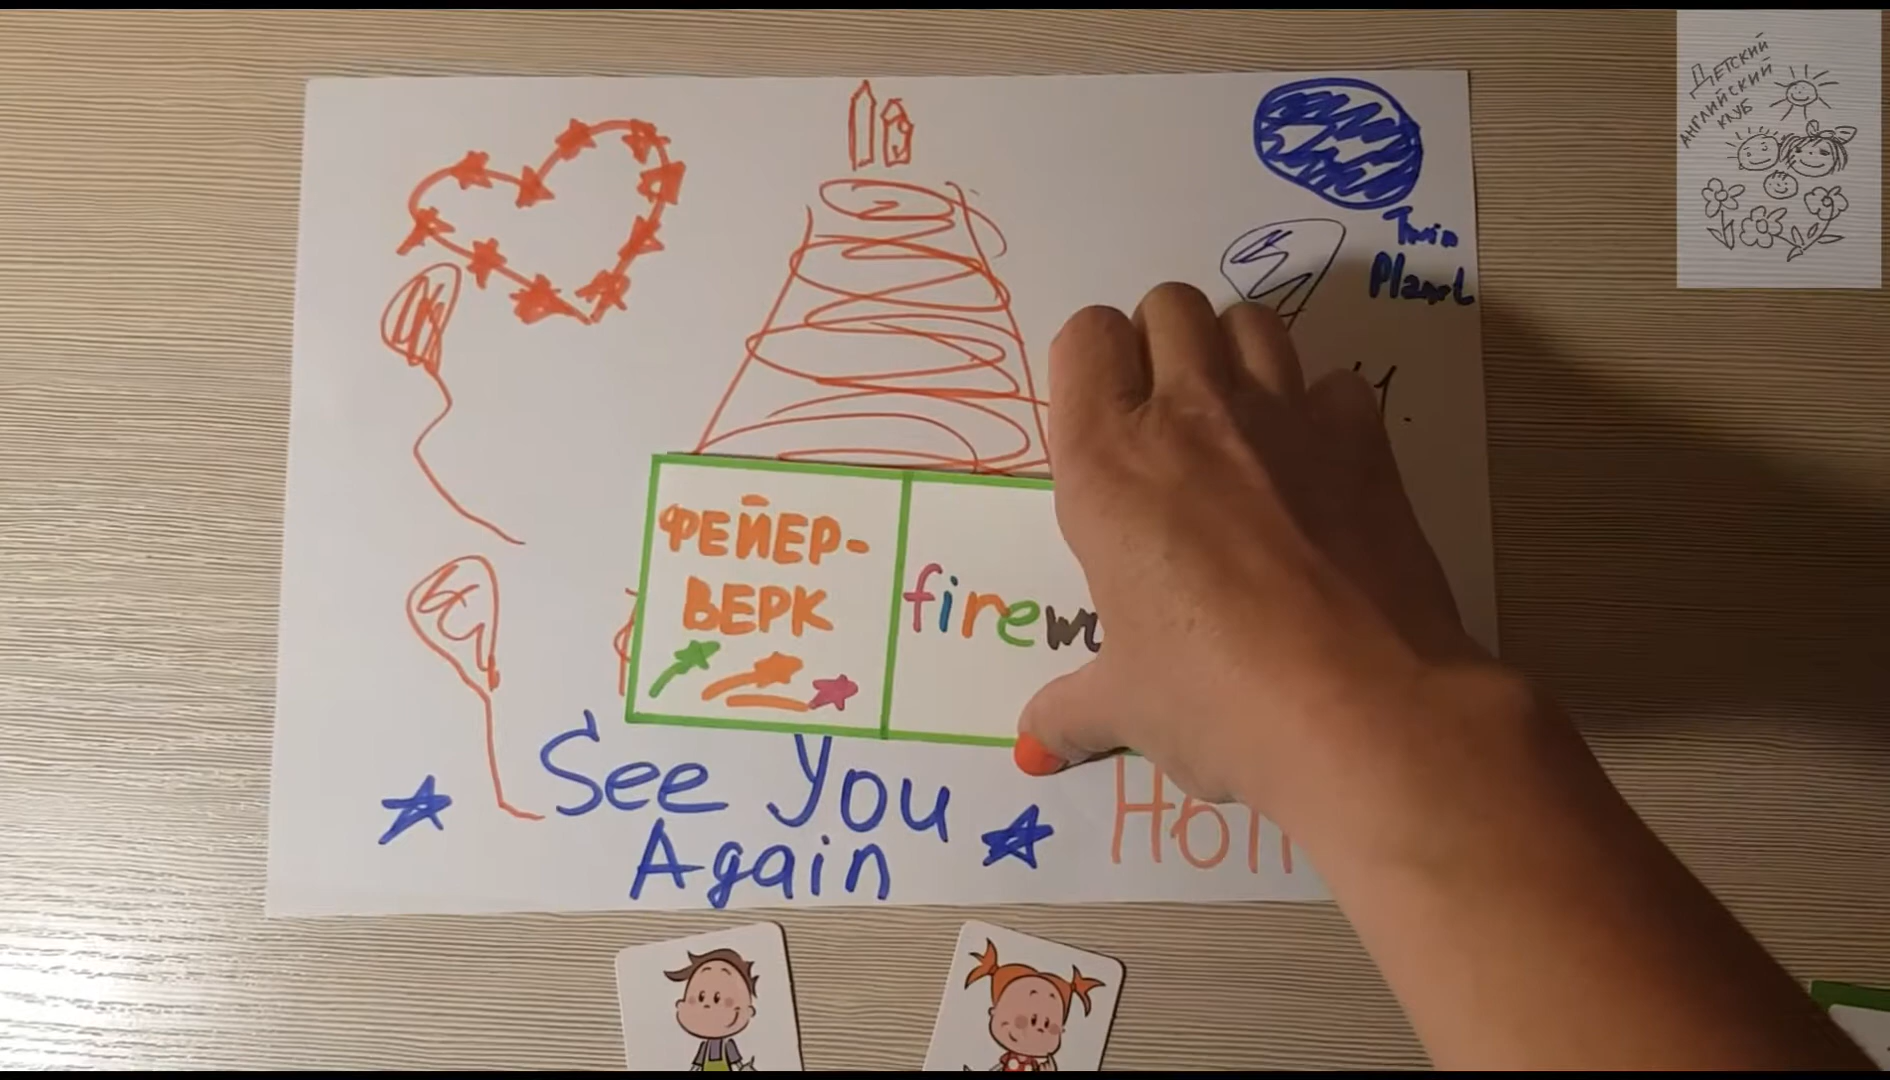 ДЕТСКИЙ
АНГЛИЙСКИЙ
КЛУБ
Twin
Planet
ФЕЙЕР-
ВЕРК
firew
See You
Again